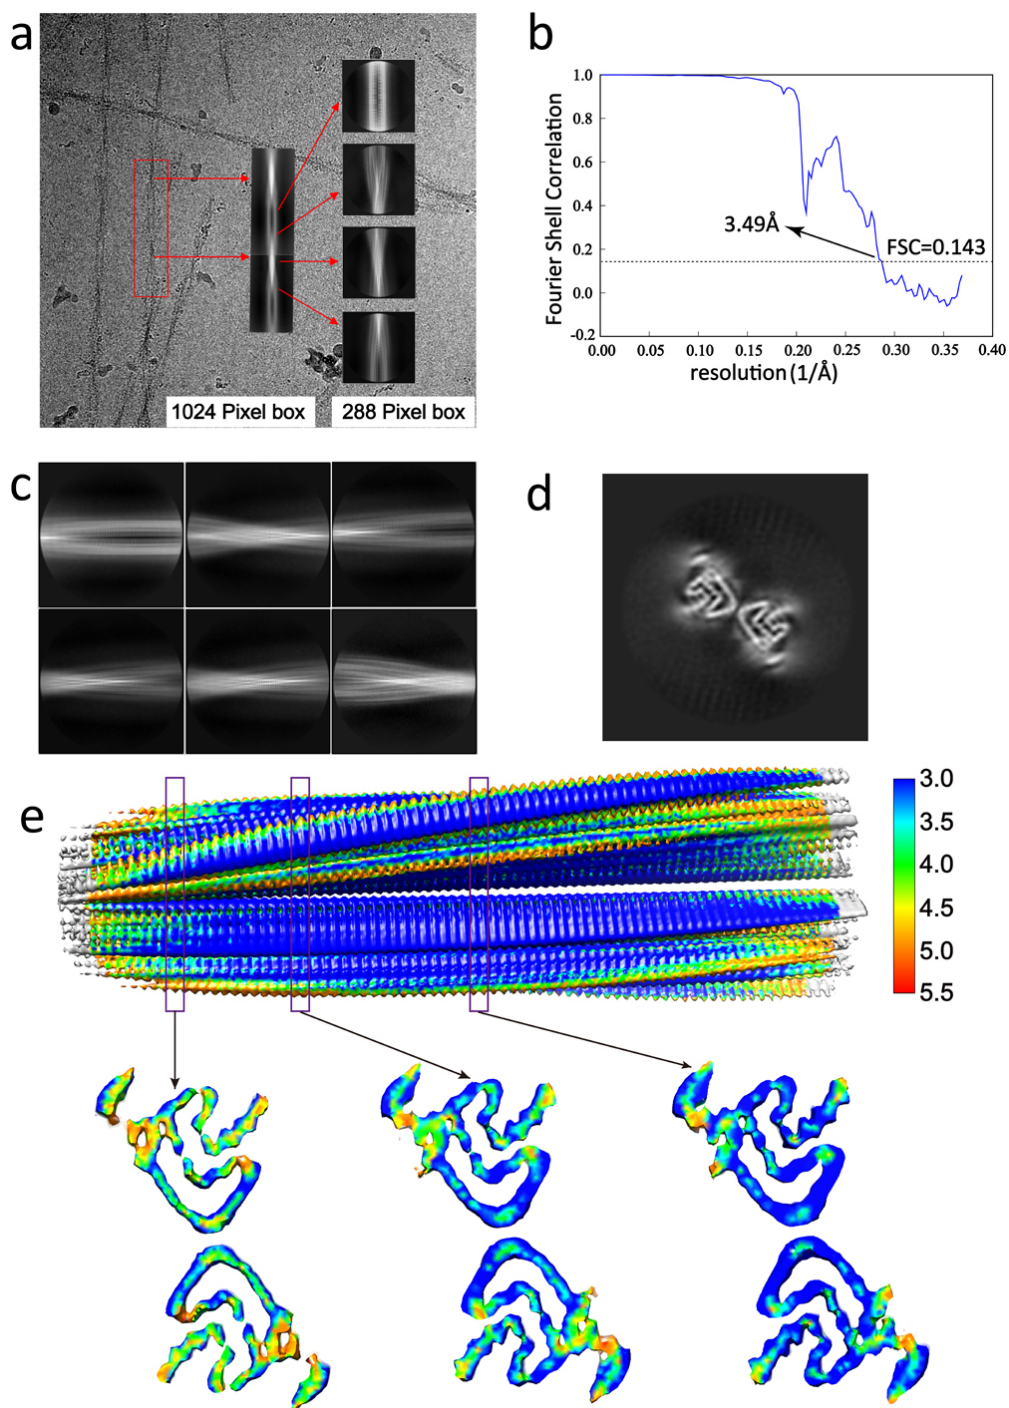 a
1024 Pixel box
288 Pixel box
b
Fourier Shell Correlation
1.0
0.8
0.6
0.4
0.2
0.0
-0.2
3.49Å
FSC=0.143
0.00 0.05 0.10 0.15 0.20 0.25 0.30 0.35 0.40
resolution (1/Å)
c
d
e
3.0
3.5
4.0
4.5
5.0
5.5